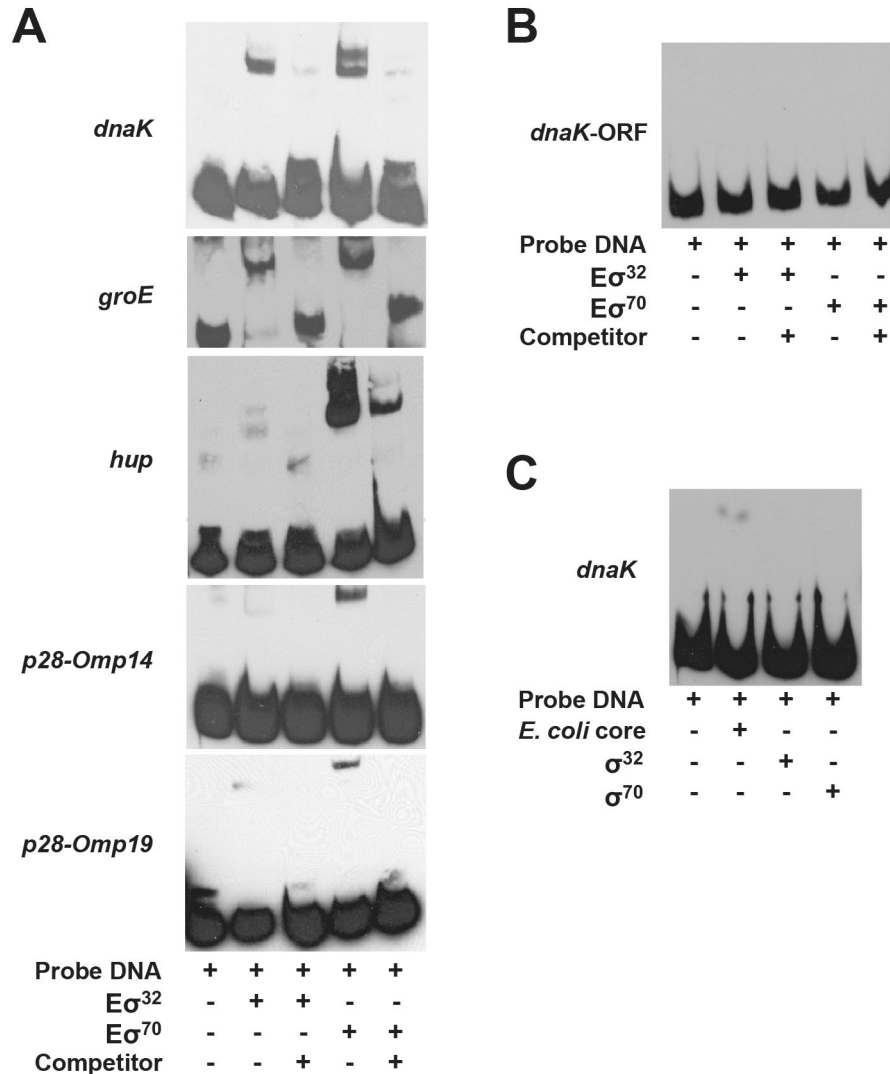 A
dnaK
groE
hup
p28-Omp14
p28-Omp19
Probe DNA + + + + +
Eσ³² - + + - -
Eσ⁷⁰ - - - + +
Competitor - - + - +
B
dnaK-ORF
Probe DNA + + + + +
Eσ³² - + + - -
Eσ⁷⁰ - - - + +
Competitor - - + - +
C
dnaK
Probe DNA + + + +
E. coli core - + - -
σ³² - - + -
σ⁷⁰ - - - +